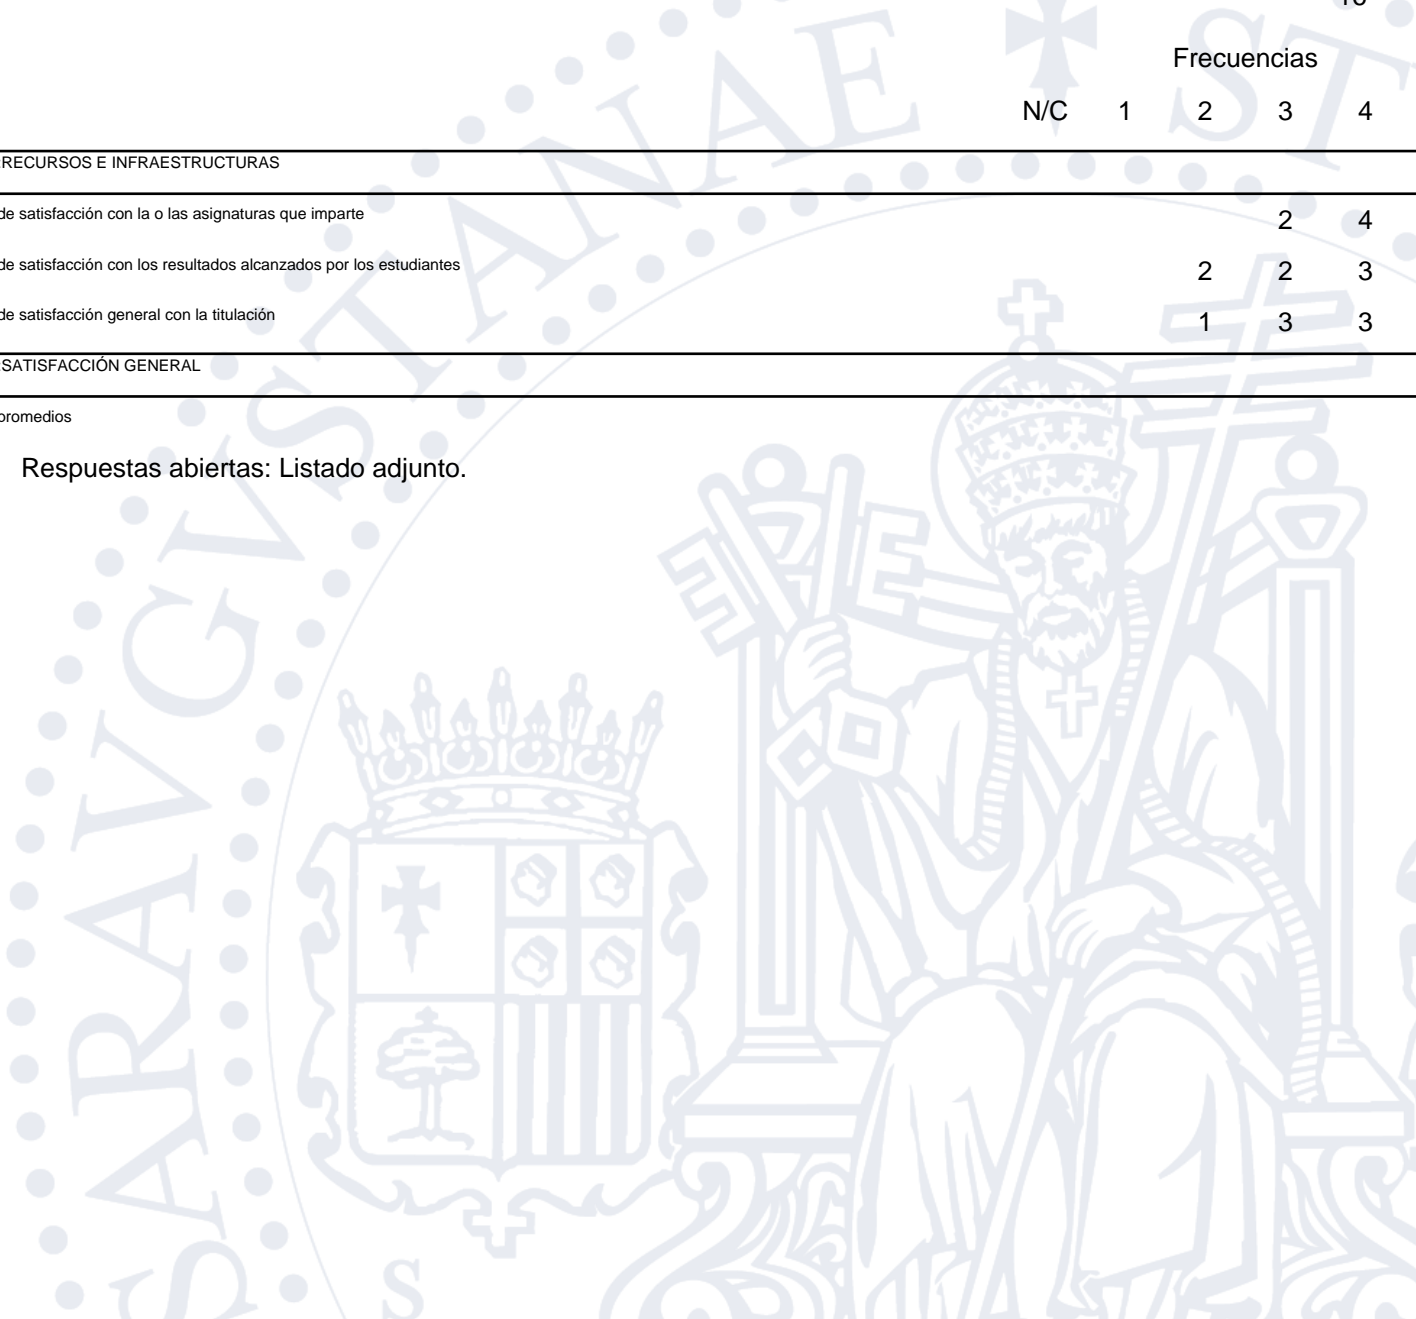 Frecuencias
N/C 1 2 3 4
RECURSOS E INFRAESTRUCTURAS
de satisfacción con la o las asignaturas que imparte 2 4
de satisfacción con los resultados alcanzados por los estudiantes 2 2 3
de satisfacción general con la titulación 1 3 3
SATISFACCIÓN GENERAL
promedios
Respuestas abiertas: Listado adjunto.